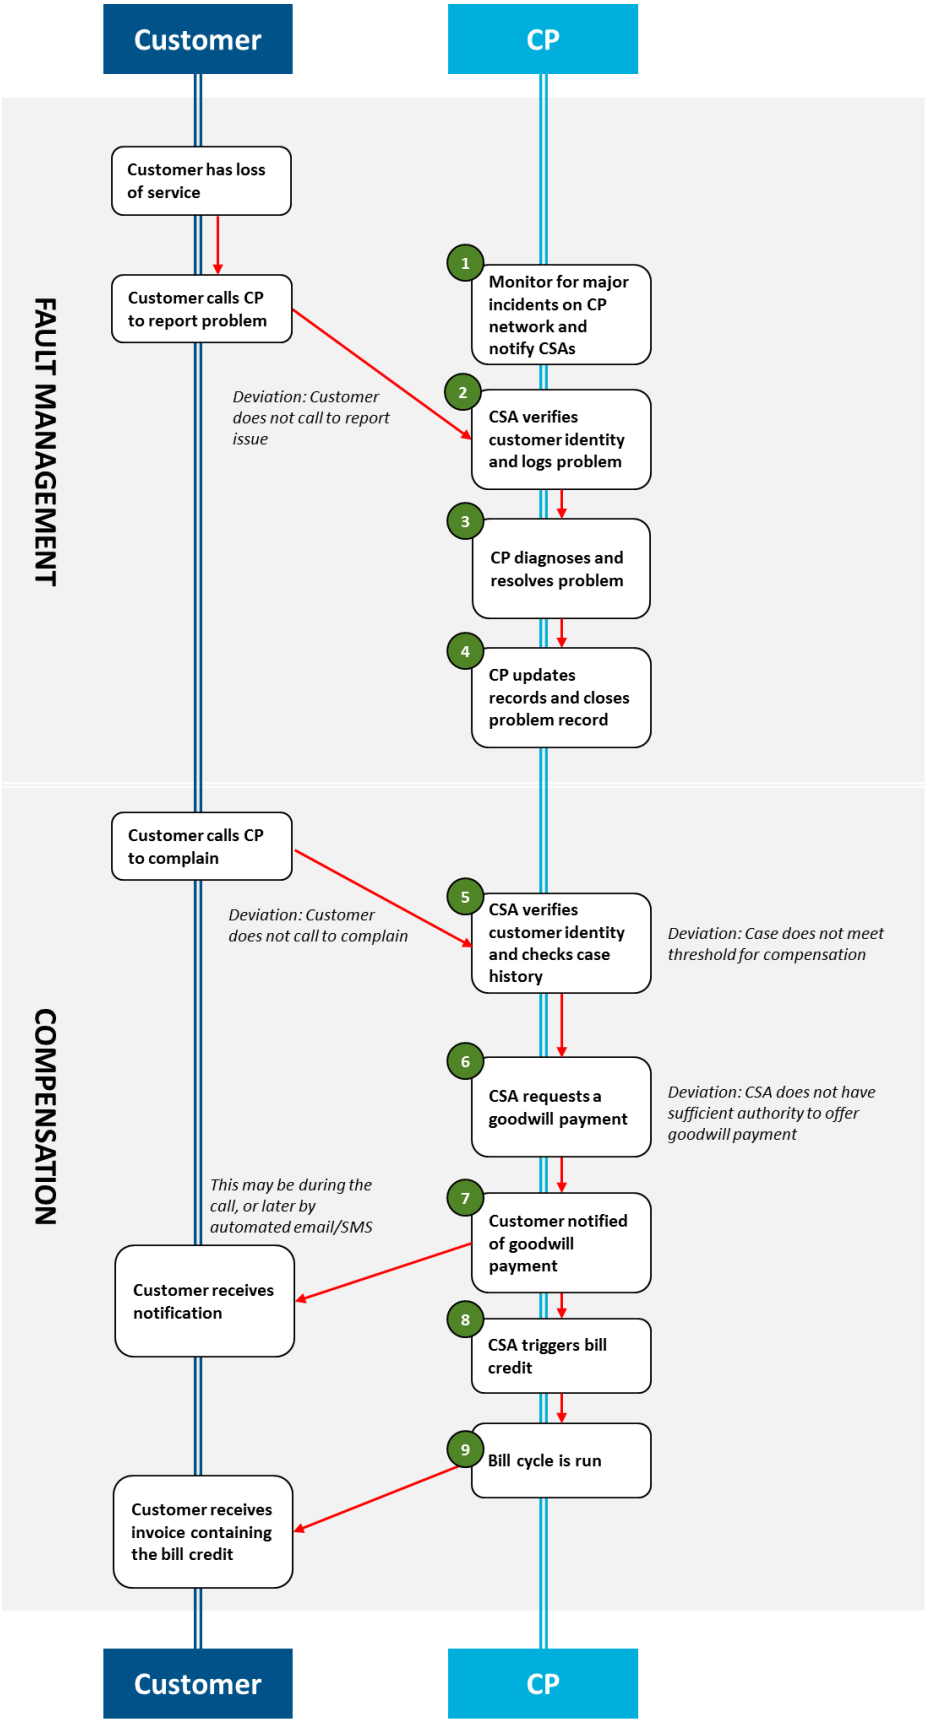 Customer
CP
FAULT MANAGEMENT
Customer has loss
of service
Customer calls CP
to report problem
1
Monitor for major
incidents on CP
network and
notify CSAs
Deviation: Customer
does not call to report
issue
2
CSA verifies
customer identity
and logs problem
3
CP diagnoses and
resolves problem
4
CP updates
records and closes
problem record
COMPENSATION
Customer calls CP
to complain
Deviation: Customer
does not call to complain
5
CSA verifies
customer identity
and checks case
history
Deviation: Case does not meet
threshold for compensation
6
CSA requests a
goodwill payment
Deviation: CSA does not have
sufficient authority to offer
goodwill payment
This may be during the
call, or later by
automated email/SMS
7
Customer notified
of goodwill
payment
Customer receives
notification
8
CSA triggers bill
credit
9
Bill cycle is run
Customer receives
invoice containing
the bill credit
Customer
CP